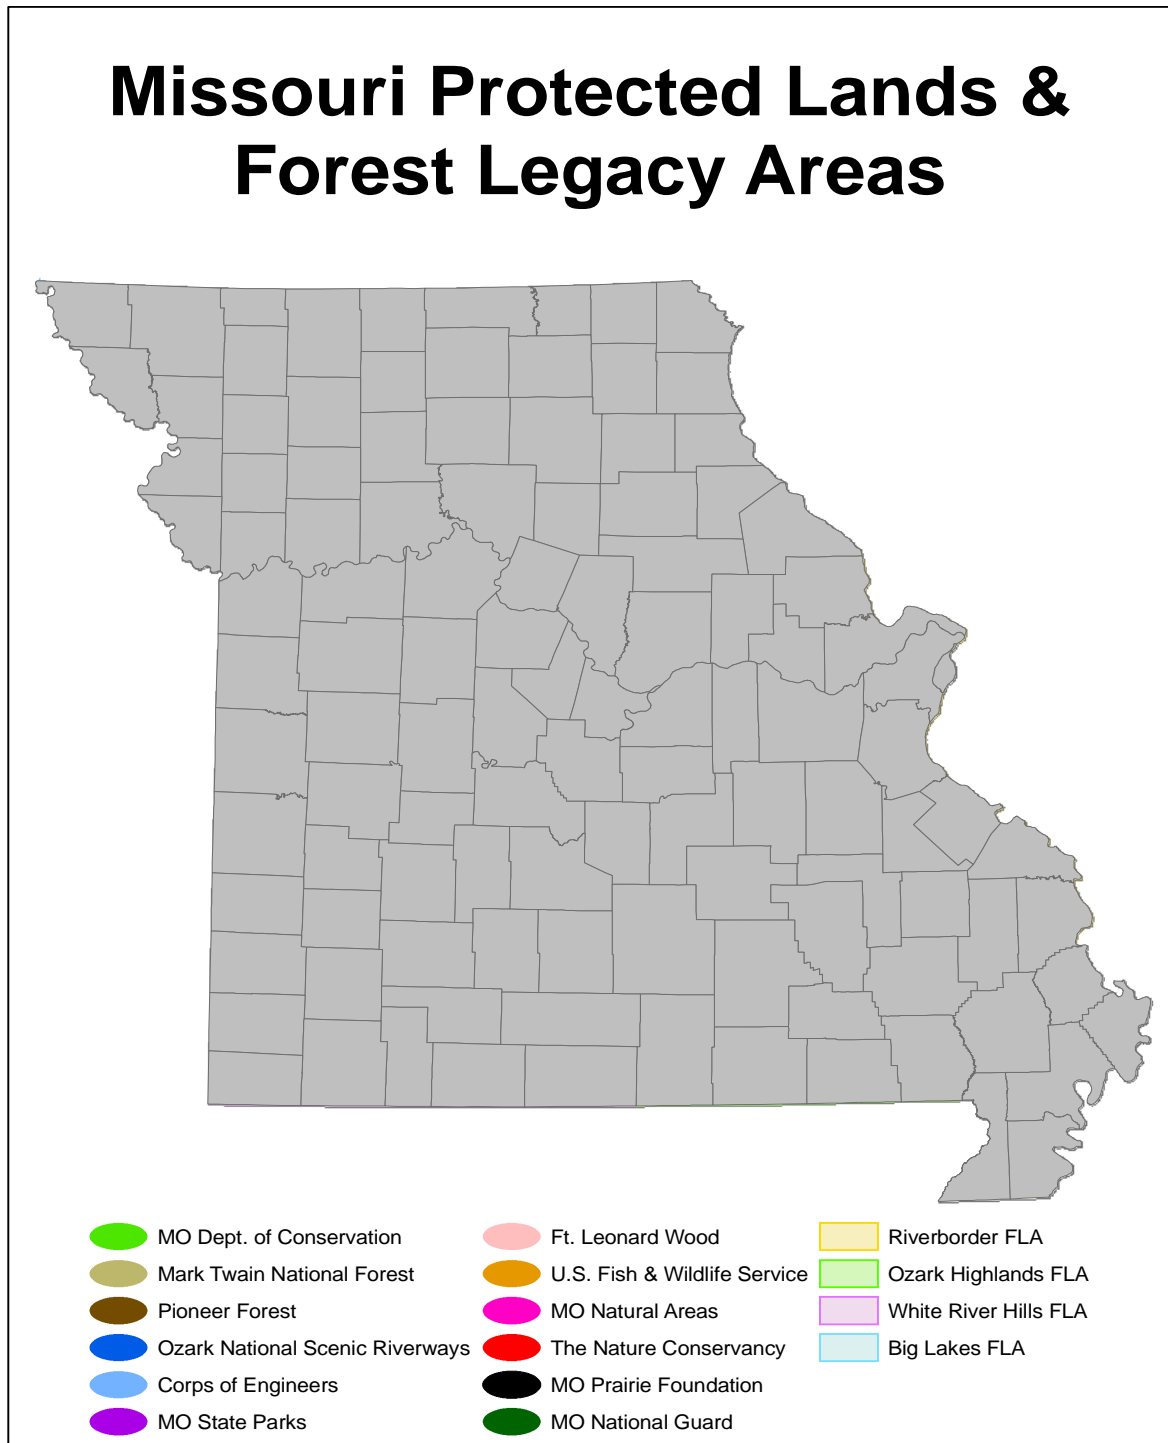 Missouri Protected Lands &
Forest Legacy Areas
MO Dept. of Conservation
Mark Twain National Forest
Pioneer Forest
Ozark National Scenic Riverways
Corps of Engineers
MO State Parks
Ft. Leonard Wood
U.S. Fish & Wildlife Service
MO Natural Areas
The Nature Conservancy
MO Prairie Foundation
MO National Guard
Riverborder FLA
Ozark Highlands FLA
White River Hills FLA
Big Lakes FLA